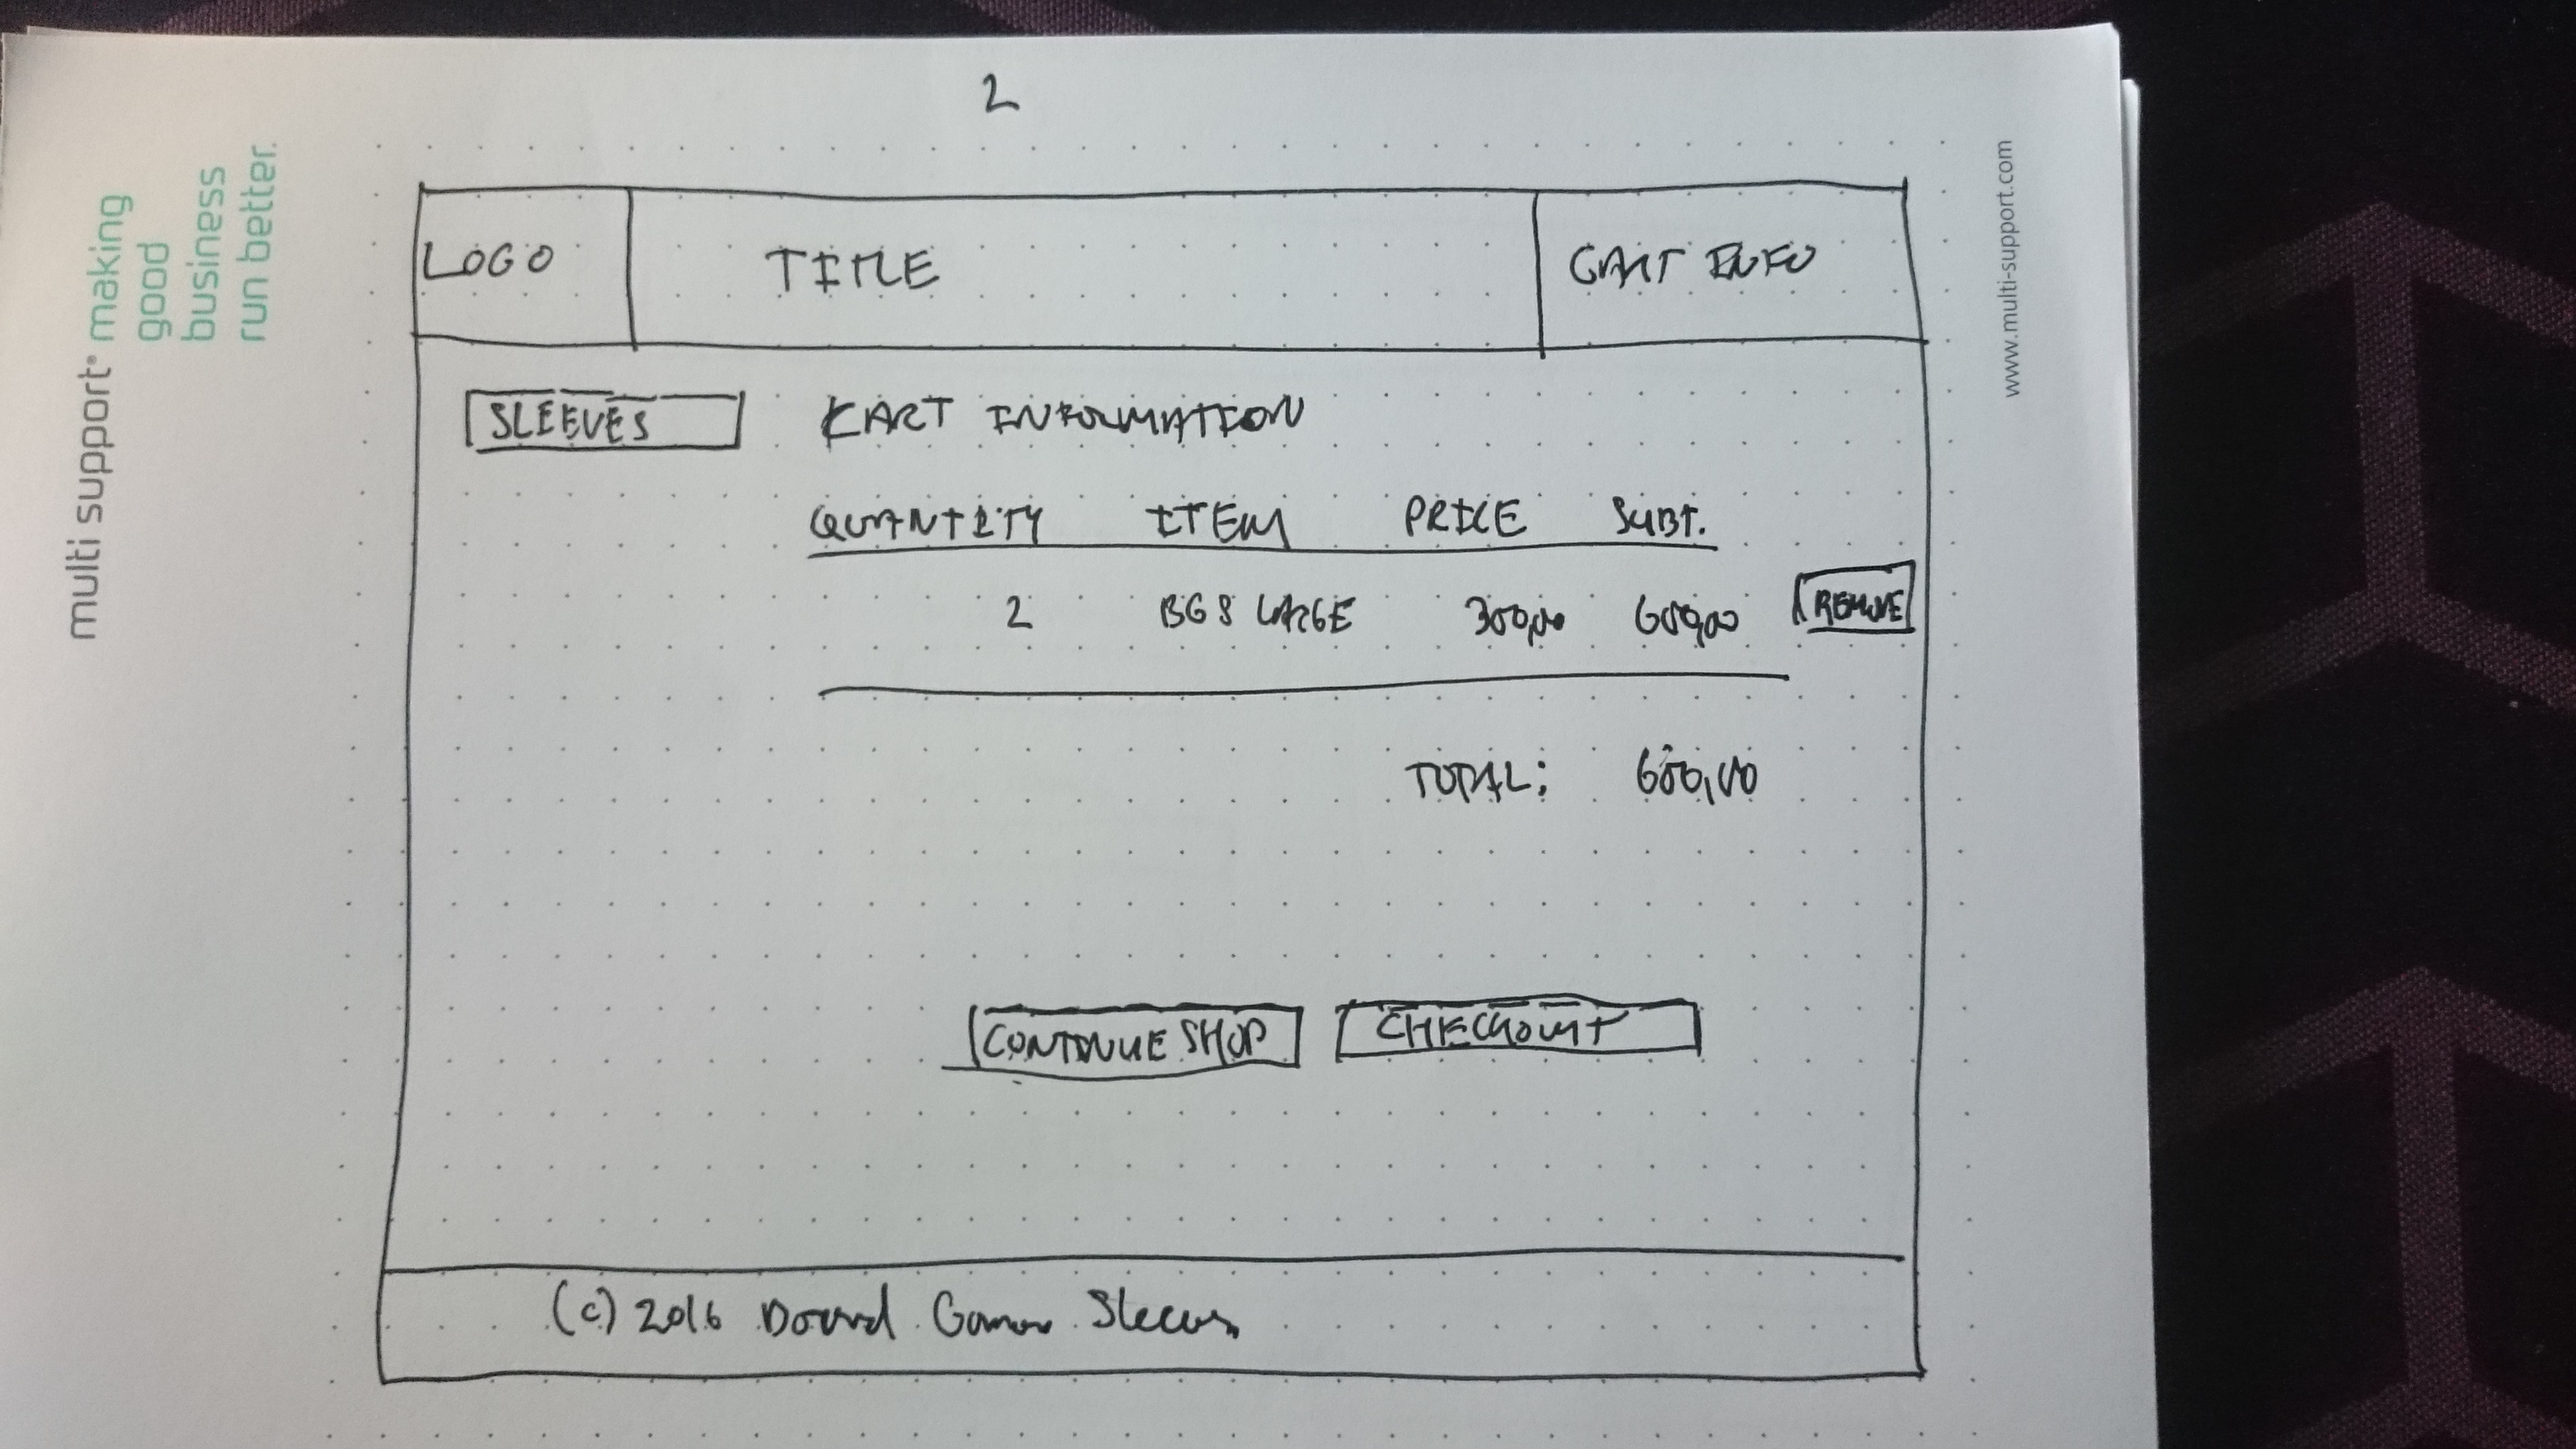 2
multi support® making
good
business
run better.
www.multi-support.com
LOGO
TITLE
CART INFO
SLEEVES
CART INFORMATION
QUANTITY ITEM PRICE SUBT.
2 BGS LARGE 300,00 600,00 REMOVE
TOTAL: 600,00
CONTINUE SHOP CHECKOUT
(c) 2016 Board Game Sleeves